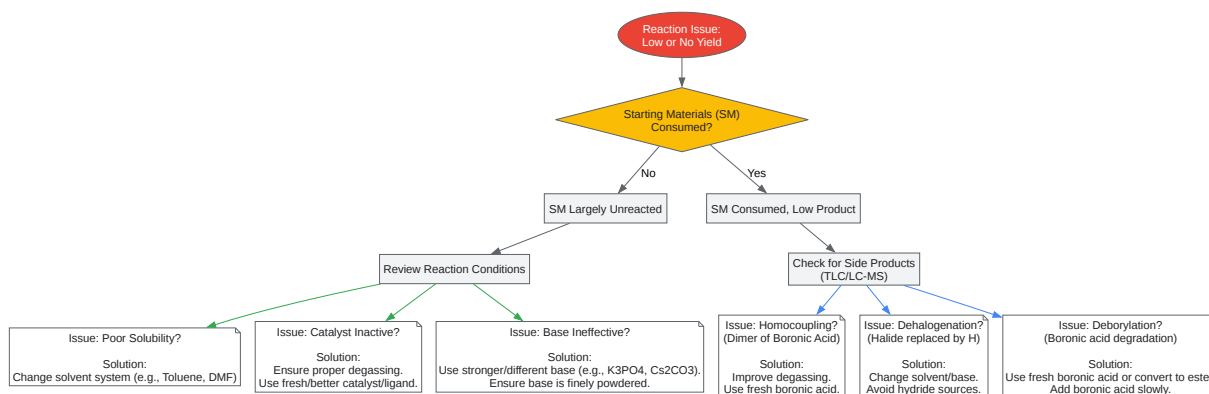 Reaction Issue:
Low or No Yield
Starting Materials (SM)
Consumed?
No
Yes
SM Largely Unreacted
SM Consumed, Low Product
Review Reaction Conditions
Check for Side Products
(TLC/LC-MS)
Issue: Poor Solubility?
Solution:
Change solvent system (e.g., Toluene, DMF)
Issue: Catalyst Inactive?
Solution:
Ensure proper degassing.
Use fresh/better catalyst/ligand.
Issue: Base Ineffective?
Solution:
Use stronger/different base (e.g., K3PO4, Cs2CO3).
Ensure base is finely powdered.
Issue: Homocoupling?
(Dimer of Boronic Acid)
Solution:
Improve degassing.
Use fresh boronic acid.
Issue: Dehalogenation?
(Halide replaced by H)
Solution:
Change solvent/base.
Avoid hydride sources.
Issue: Deborylation?
(Boronic acid degradation)
Solution:
Use fresh boronic acid or convert to este
Add boronic acid slowly.